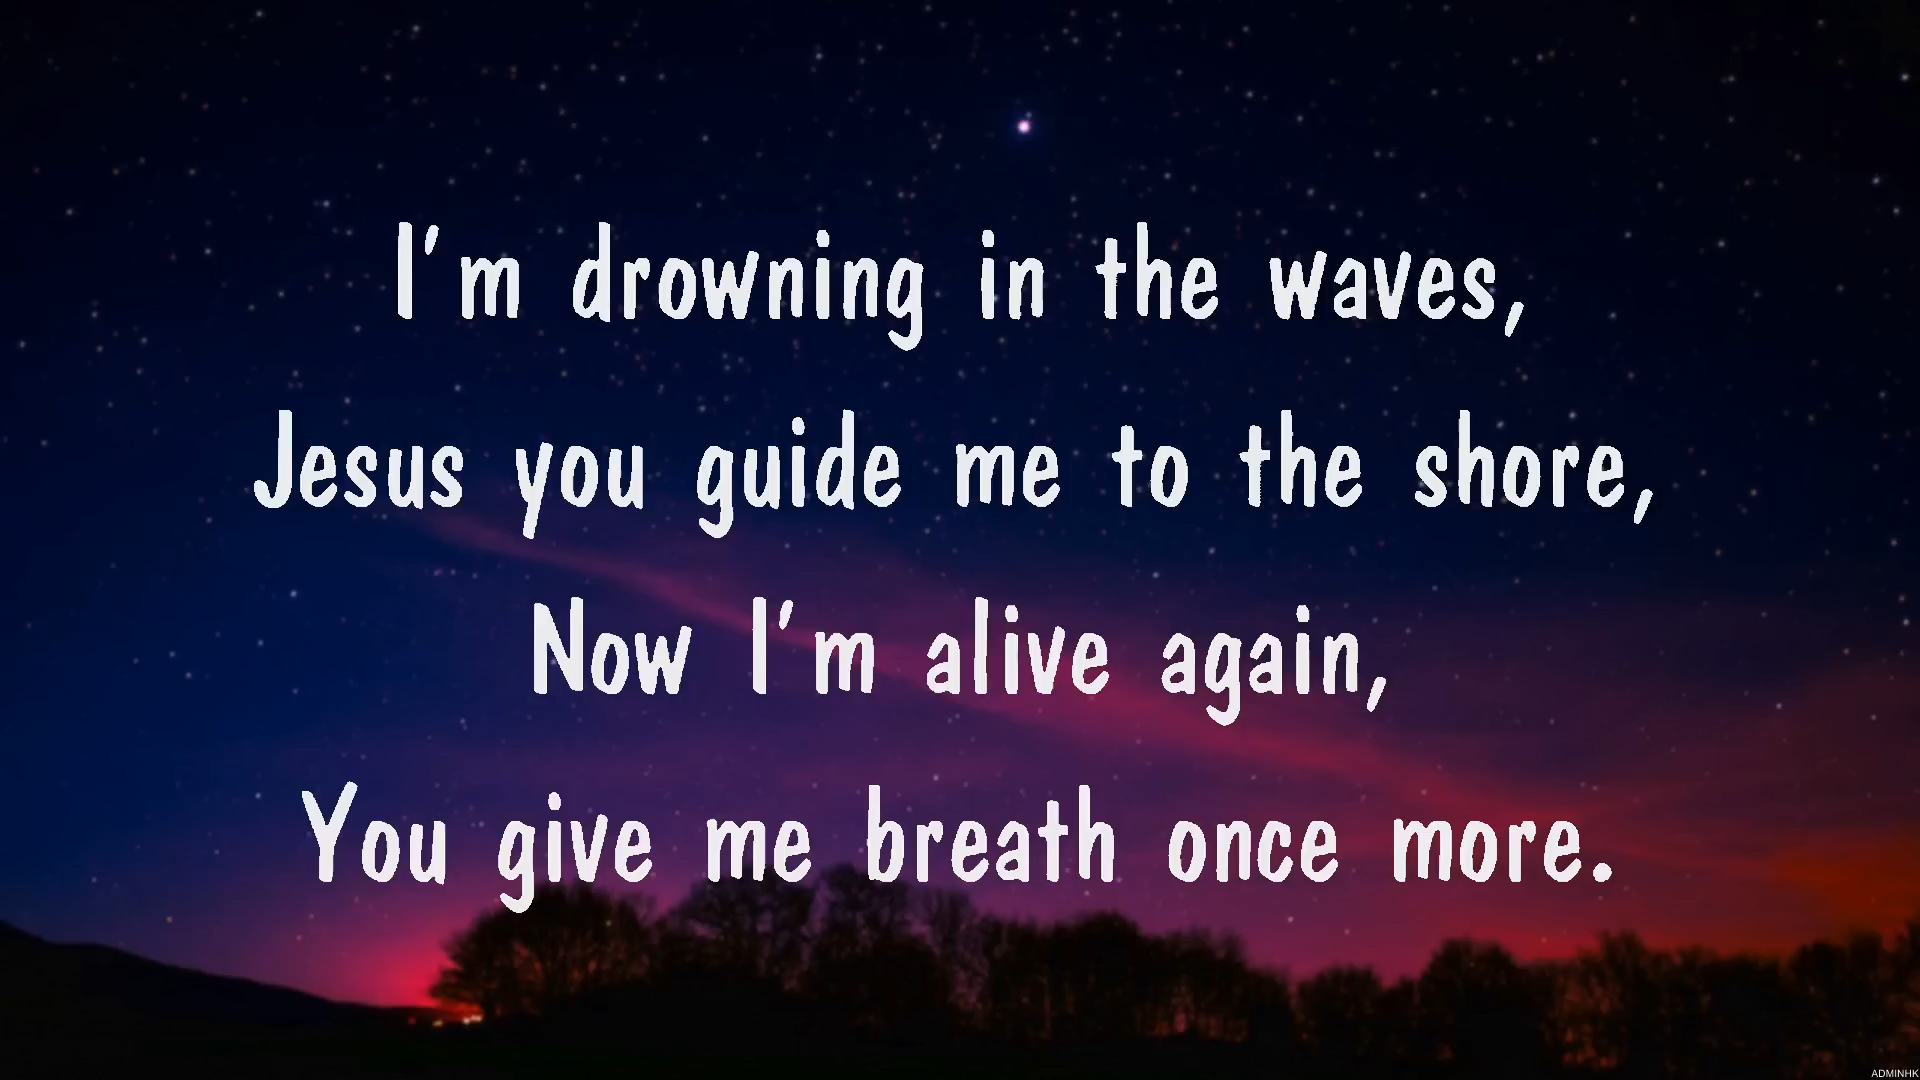 I'm drowning in the waves,
Jesus you guide me to the shore,
Now I'm alive again,
You give me breath once more.
ADMINHK